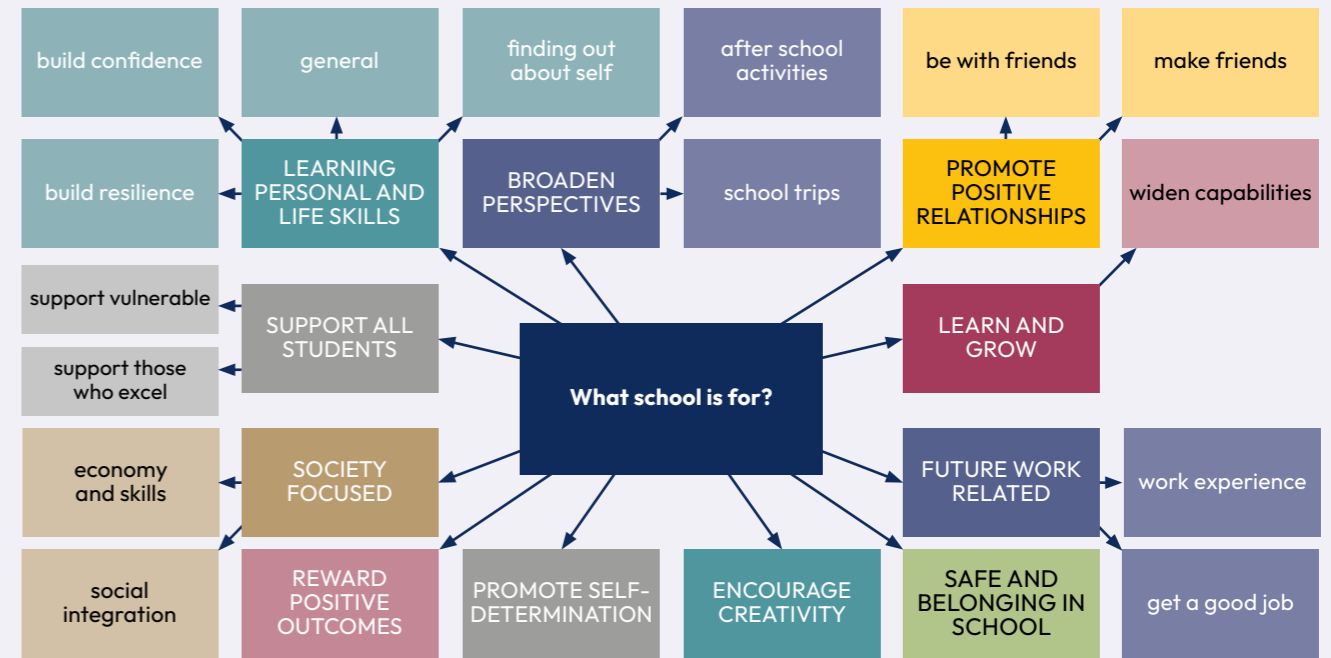 build confidence
general
finding out
about self
after school
activities
be with friends
make friends
build resilience
LEARNING
PERSONAL AND
LIFE SKILLS
BROADEN
PERSPECTIVES
school trips
PROMOTE
POSITIVE
RELATIONSHIPS
widen capabilities
support vulnerable
support those
who excel
SUPPORT ALL
STUDENTS
What school is for?
LEARN AND
GROW
economy
and skills
SOCIETY
FOCUSED
FUTURE WORK
RELATED
work experience
social
integration
REWARD
POSITIVE
OUTCOMES
PROMOTE SELF-
DETERMINATION
ENCOURAGE
CREATIVITY
SAFE AND
BELONGING IN
SCHOOL
get a good job